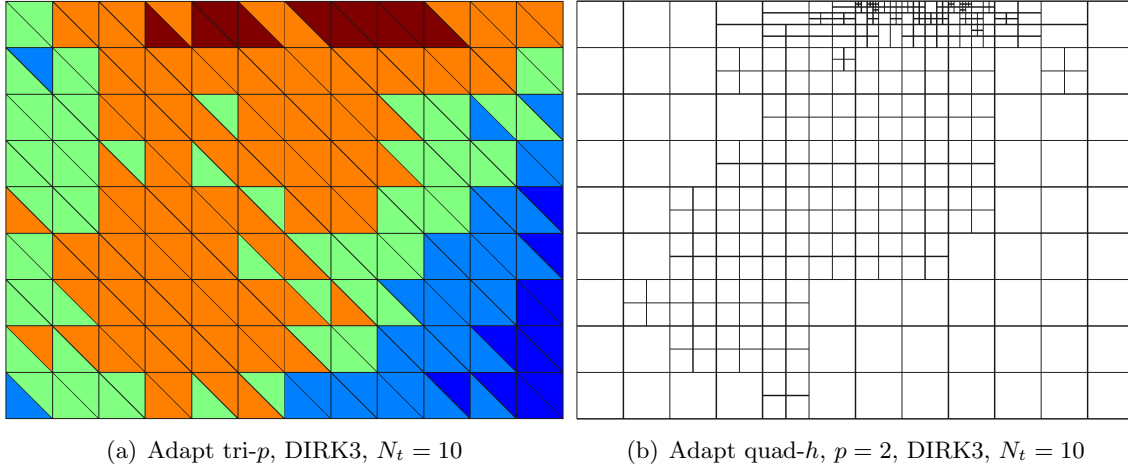 (a) Adapt tri-p, DIRK3, N_t = 10
(b) Adapt quad-h, p = 2, DIRK3, N_t = 10